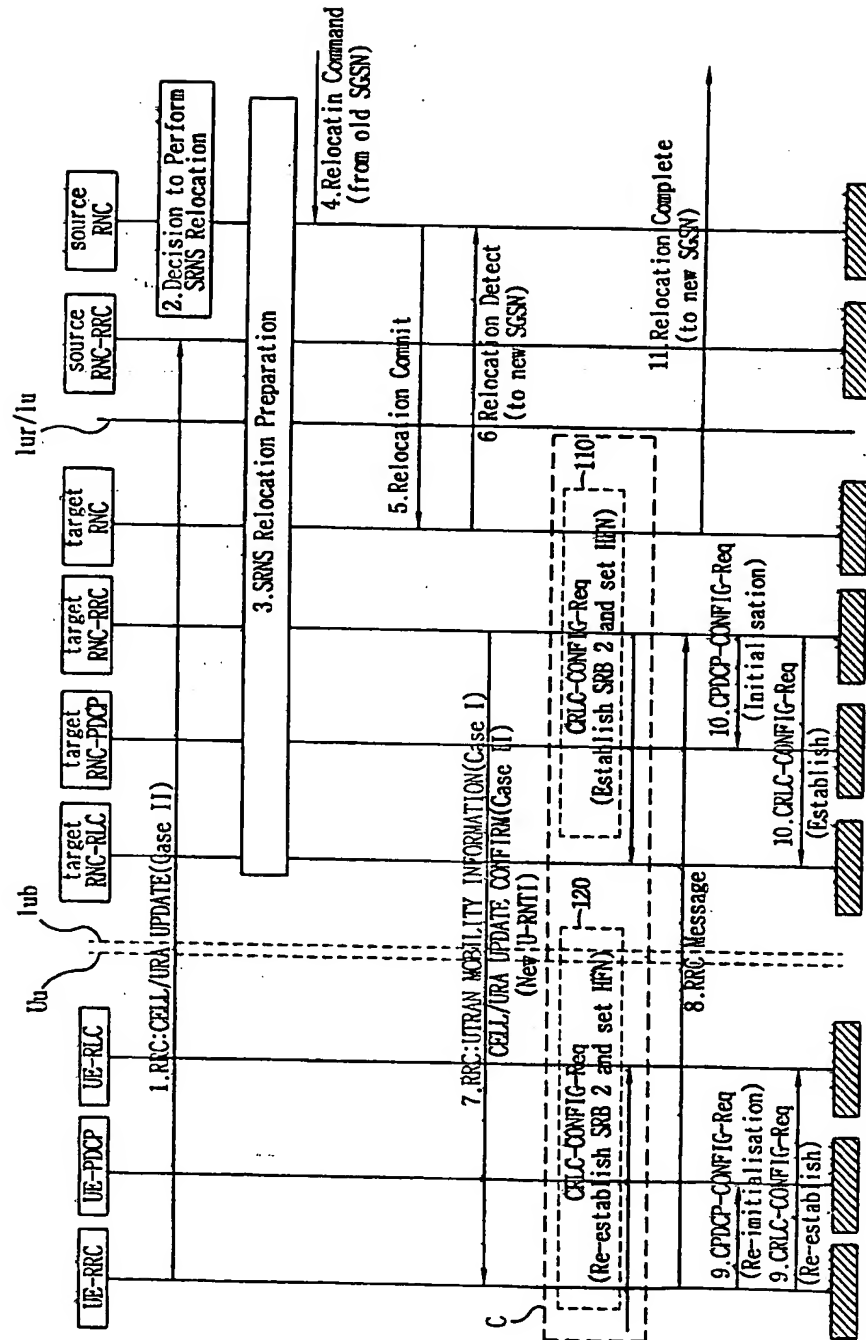 UE-RRC
UE-PDCP
UE-RLC
Uu
Iub
target
RNC-RLC
target
RNC-PDCP
target
RNC-RRC
target
RNC
Iur/Iu
source
RNC-RRC
source
RNC
1.RRC:CELL/URA UPDATE(Case II)
2.Decision to Perform
SRNS Relocation
3.SRNS Relocation Preparation
4.Relocatin Command
(from old SGSN)
5.Relocation Commit
6.Relocation Detect
(to new SGSN)
7.RRC:UTRAN MOBILITY INFORMATION(Case I)
CELL/URA UPDATE CONFIRM(Case II)
(New U-RNTI)
C
120
CRLC-CONFIG-Req
(Re-establish SRB 2 and set HFN)
110
CRLC-CONFIG-Req
(Establish SRB 2 and set HFN)
8.RRC:Message
9.CPDCP-CONFIG-Req
(Re-imitialisation)
9.CRLC-CONFIG-Req
(Re-establish)
10.CPDCP-CONFIG-Req
(Initialisation)
10.CRLC-CONFIG-Req
(Establish)
11.Relocation Complete
(to new SGSN)